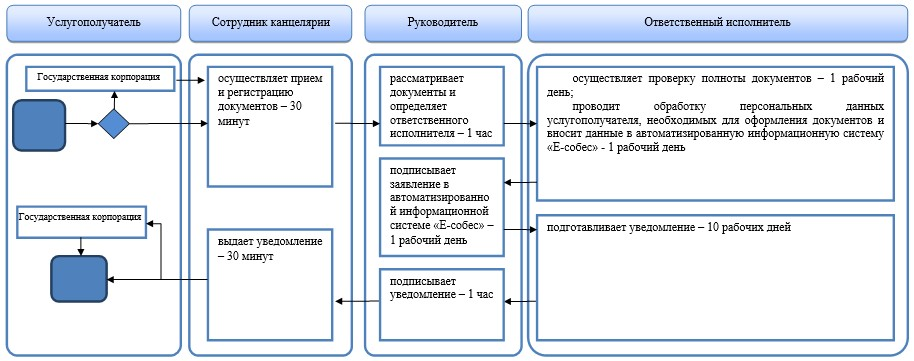 Услугополучатель
Сотрудник канцелярии
Руководитель
Ответственный исполнитель
Государственная корпорация
осуществляет прием
и регистрацию
документов – 30
минут
рассматривает
документы и
определяет
ответственного
исполнителя – 1 час
осуществляет проверку полноты документов – 1 рабочий
день;
проводит обработку персональных данных
услугополучателя, необходимых для оформления документов и
вносит данные в автоматизированную информационную систему
«Е-собес» - 1 рабочий день
подписывает
заявление в
автоматизированно
й информационной
системе «Е-собес» –
1 рабочий день
Государственная корпорация
выдает уведомление
– 30 минут
подготавливает уведомление – 10 рабочих дней
подписывает
уведомление – 1 час